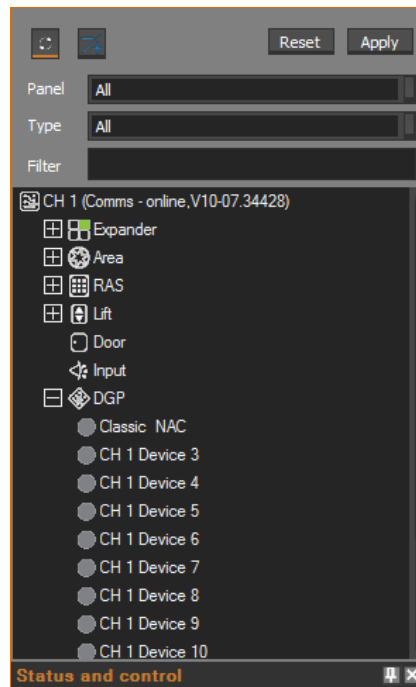 Reset Apply
Panel All
Type All
Filter
CH 1 (Comms - online,V10-07.34428)
Expander
Area
RAS
Lift
Door
Input
DGP
Classic NAC
CH 1 Device 3
CH 1 Device 4
CH 1 Device 5
CH 1 Device 6
CH 1 Device 7
CH 1 Device 8
CH 1 Device 9
CH 1 Device 10
Status and control